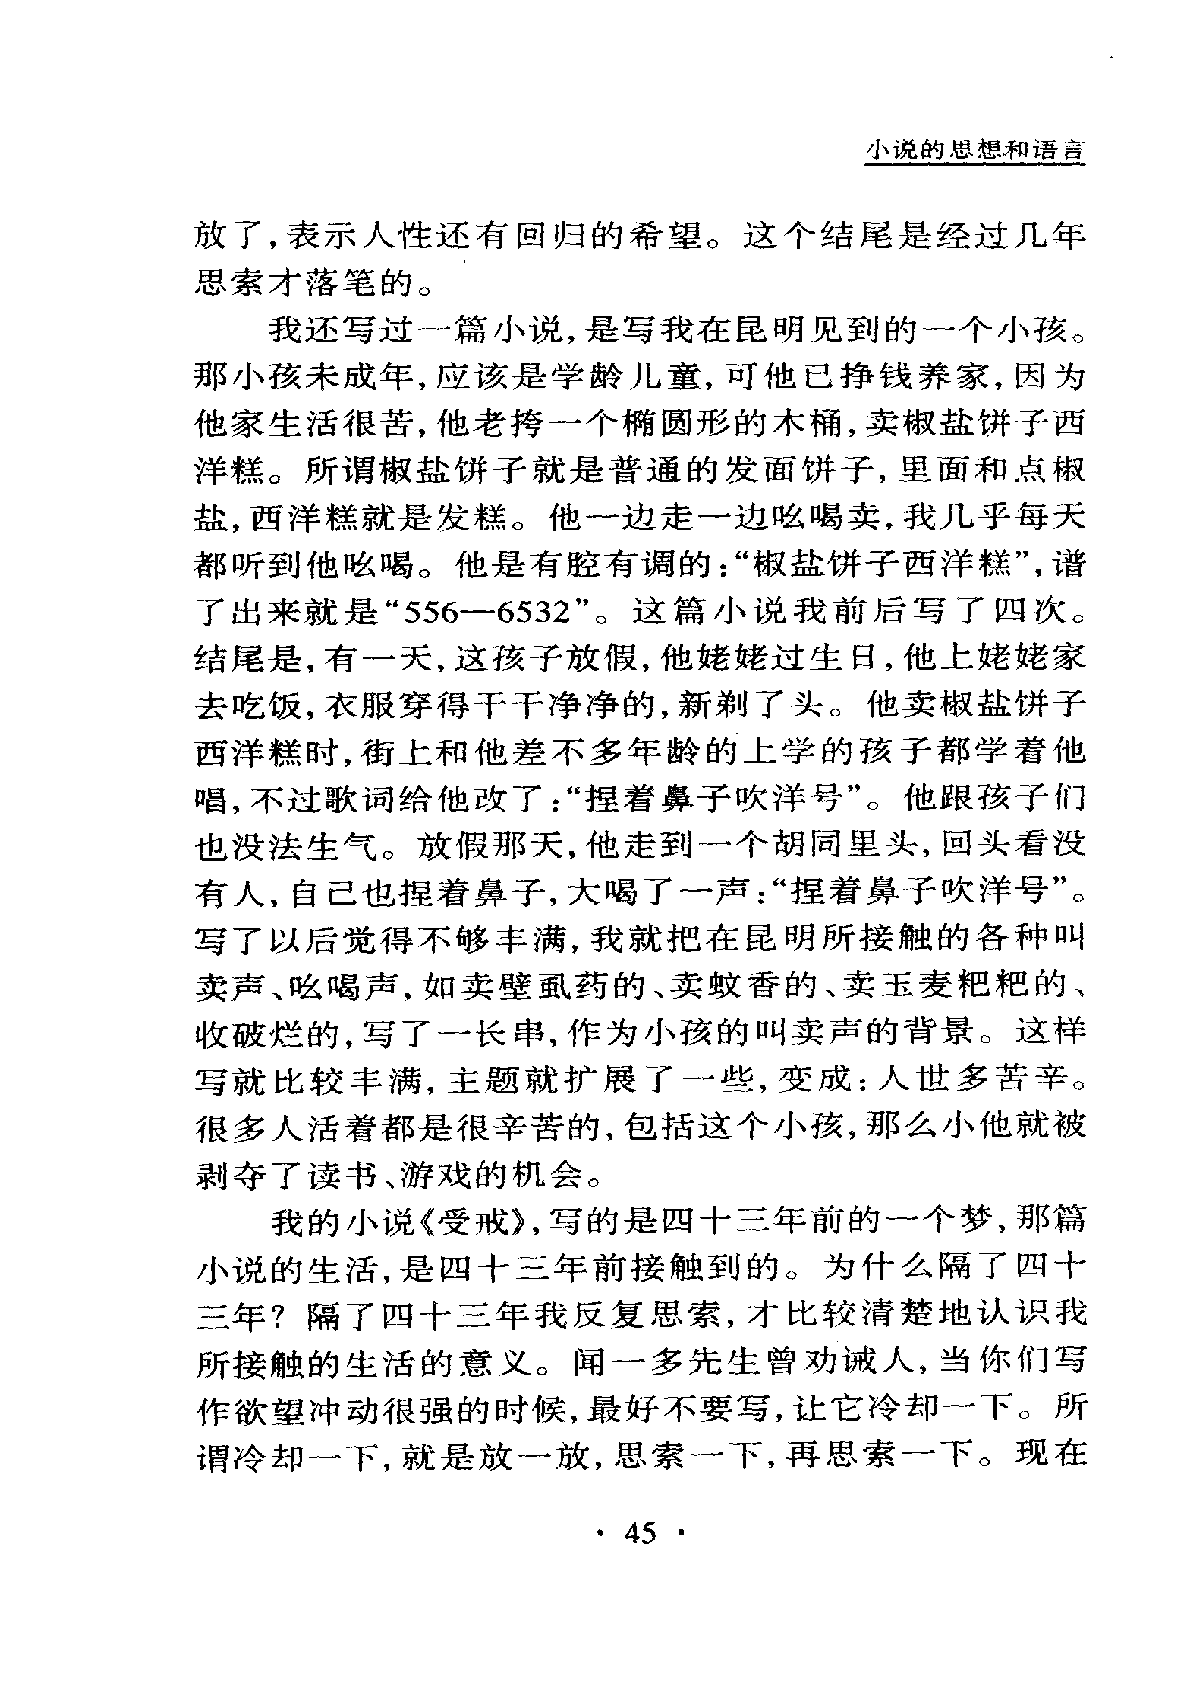 小说的思想和语言
放了，表示人性还有回归的希望。这个结尾是经过几年
思索才落笔的。
我还写过一篇小说，是写我在昆明见到的一个小孩。
那小孩未成年，应该是学龄儿童，可他已挣钱养家，因为
他家生活很苦，他老挎一个椭圆形的木桶，卖椒盐饼子西
洋糕。所谓椒盐饼子就是普通的发面饼子，里面和点椒
盐，西洋糕就是发糕。他一边走一边吆喝卖，我几乎每天
都听到他吆喝。他是有腔有调的：“椒盐饼子西洋糕”，谱
了出来就是“556—6532”。这篇小说我前后写了四次。
结尾是，有一天，这孩子放假，他姥姥过生日，他上姥姥家
去吃饭，衣服穿得干干净净的，新剃了头。他卖椒盐饼子
西洋糕时，街上和他差不多年龄的上学的孩子都学着他
唱，不过歌词给他改了：“捏着鼻子吹洋号”。他跟孩子们
也没法生气。放假那天，他走到一个胡同里头，回头看没
有人，自己也捏着鼻子，大喝了一声：“捏着鼻子吹洋号”。
写了以后觉得不够丰满，我就把在昆明所接触的各种叫
卖声、吆喝声，如卖壁虱药的、卖蚊香的、卖玉麦粑粑的、
收破烂的，写了一长串，作为小孩的叫卖声的背景。这样
写就比较丰满，主题就扩展了一些，变成：人世多苦辛。
很多人活着都是很辛苦的，包括这个小孩，那么小他就被
剥夺了读书、游戏的机会。
我的小说《受戒》，写的是四十三年前的一个梦，那篇
小说的生活，是四十三年前接触到的。为什么隔了四十
三年？隔了四十三年我反复思索，才比较清楚地认识我
所接触的生活的意义。闻一多先生曾劝诫人，当你们写
作欲望冲动很强的时候，最好不要写，让它冷却一下。所
谓冷却一下，就是放一放，思索一下，再思索一下。现在
· 45 ·